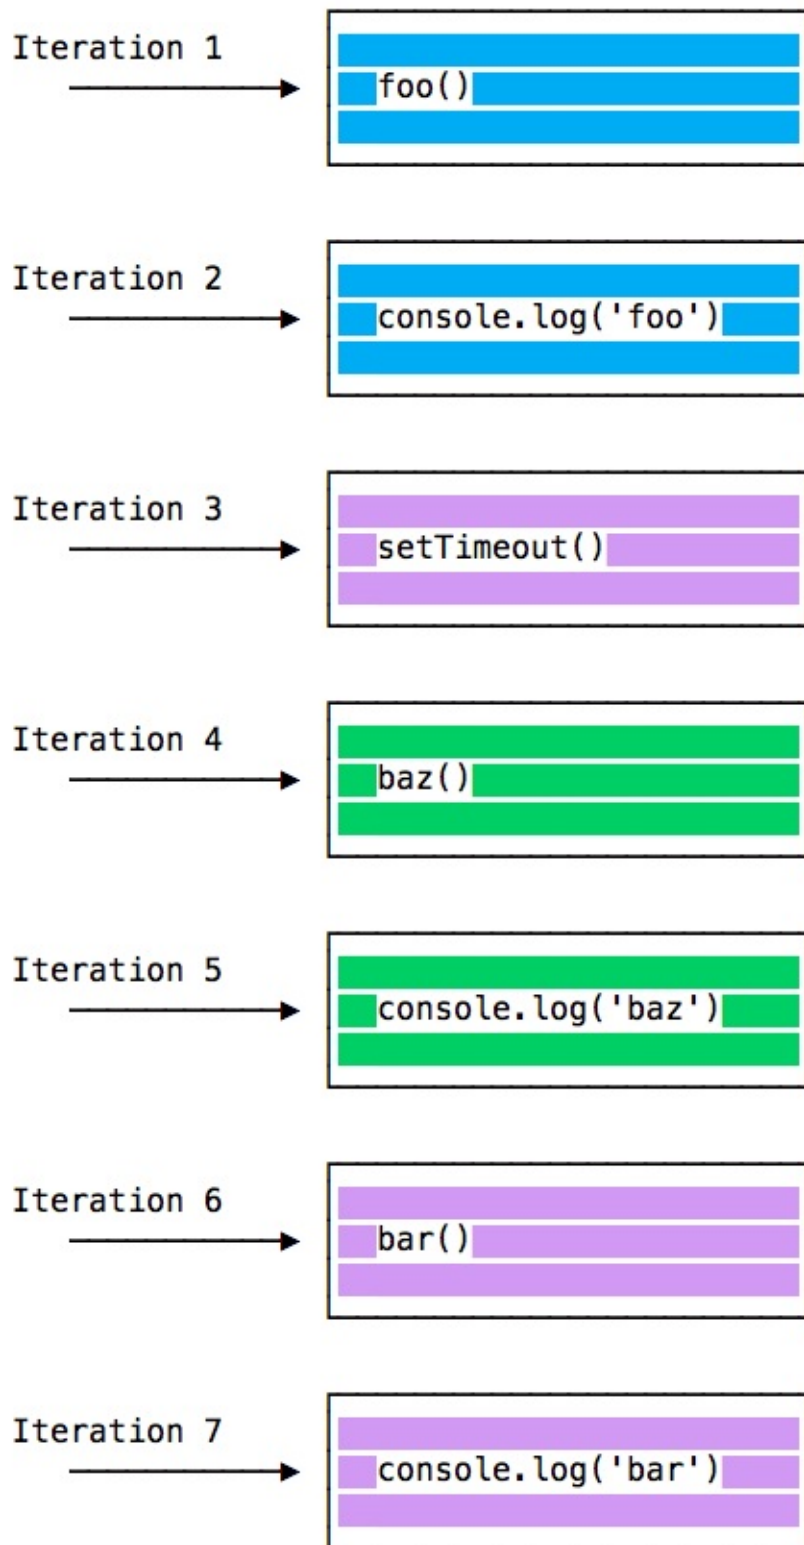 Iteration 1
foo()
Iteration 2
console.log('foo')
Iteration 3
setTimeout()
Iteration 4
baz()
Iteration 5
console.log('baz')
Iteration 6
bar()
Iteration 7
console.log('bar')